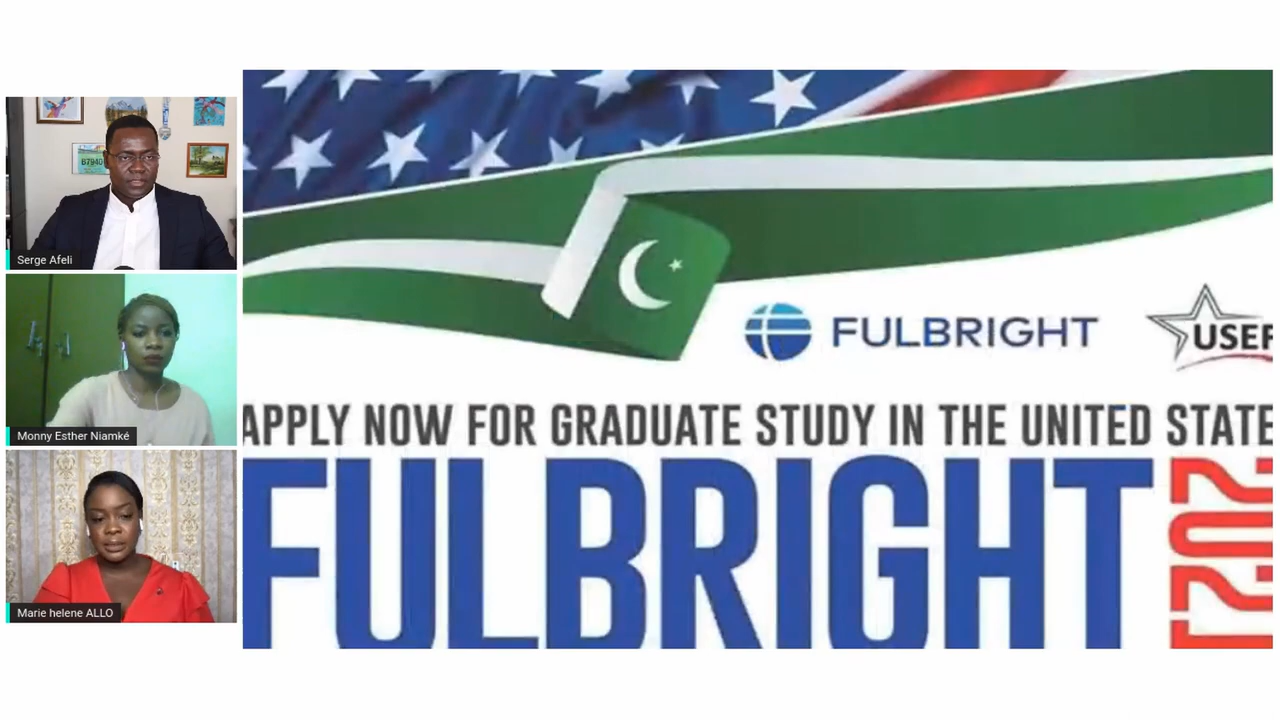 B7940
Serge Afeli
Monny Esther Niamké
Marie helene ALLO
FULBRIGHT
USEF
APPLY NOW FOR GRADUATE STUDY IN THE UNITED STATE
FULBRIGHT